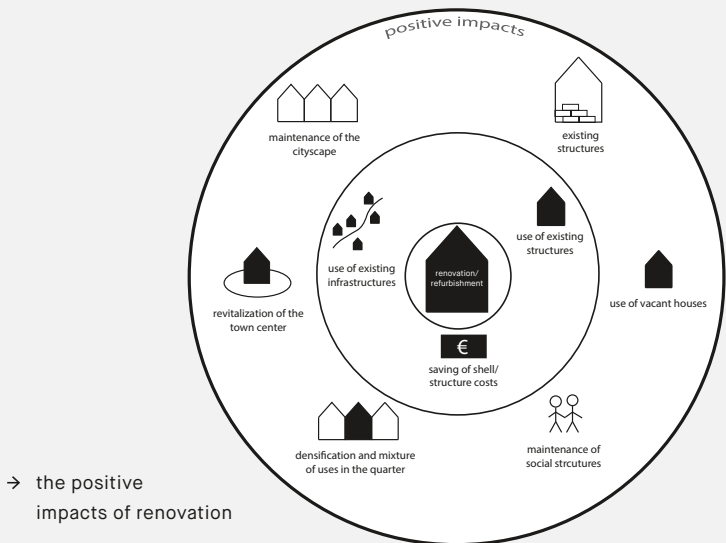 positive impacts
maintenance of the
cityscape
existing
structures
use of existing
structures
use of existing
infrastructures
renovation/
refurbishment
revitalization of the
town center
use of vacant houses
€
saving of shell/
structure costs
densification and mixture
of uses in the quarter
maintenance of
social strcutures
→ the positive
impacts of renovation